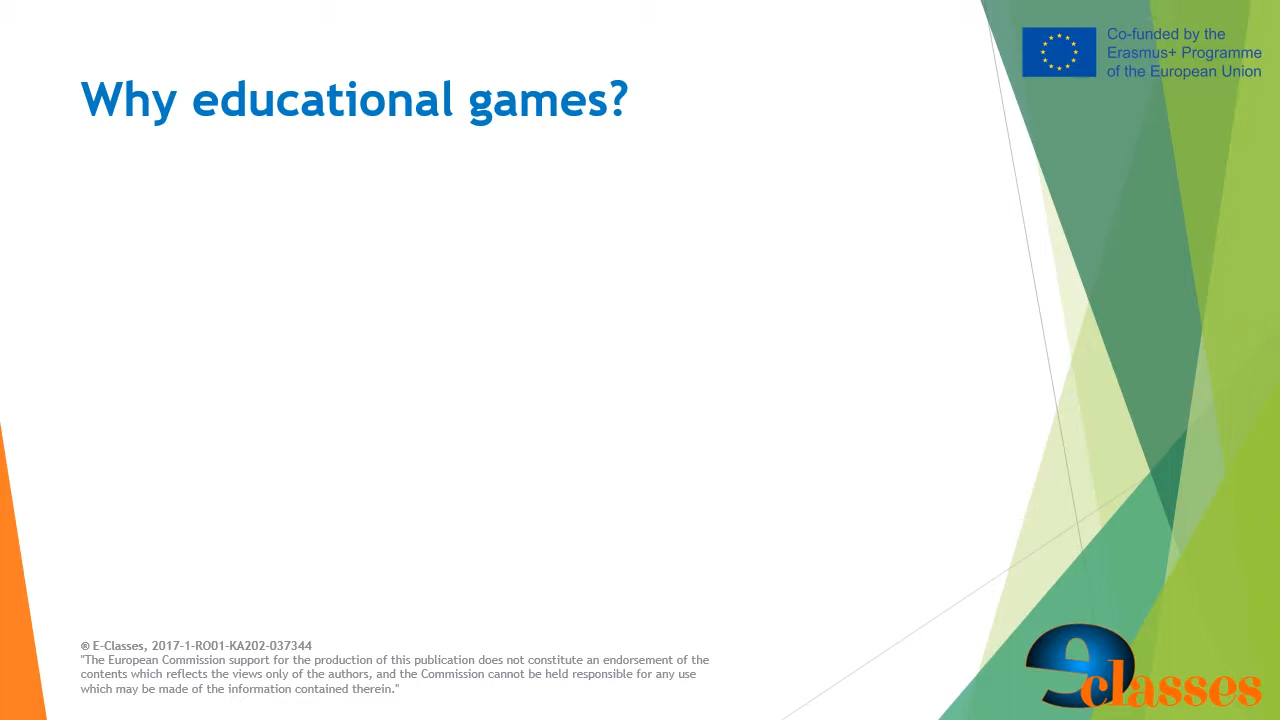 Co-funded by the
Erasmus+ Programme
of the European Union
Why educational games?
® E-Classes, 2017-1-RO01-KA202-037344
"The European Commission support for the production of this publication does not constitute an endorsement of the
contents which reflects the views only of the authors, and the Commission cannot be held responsible for any use
which may be made of the information contained therein."
e classes